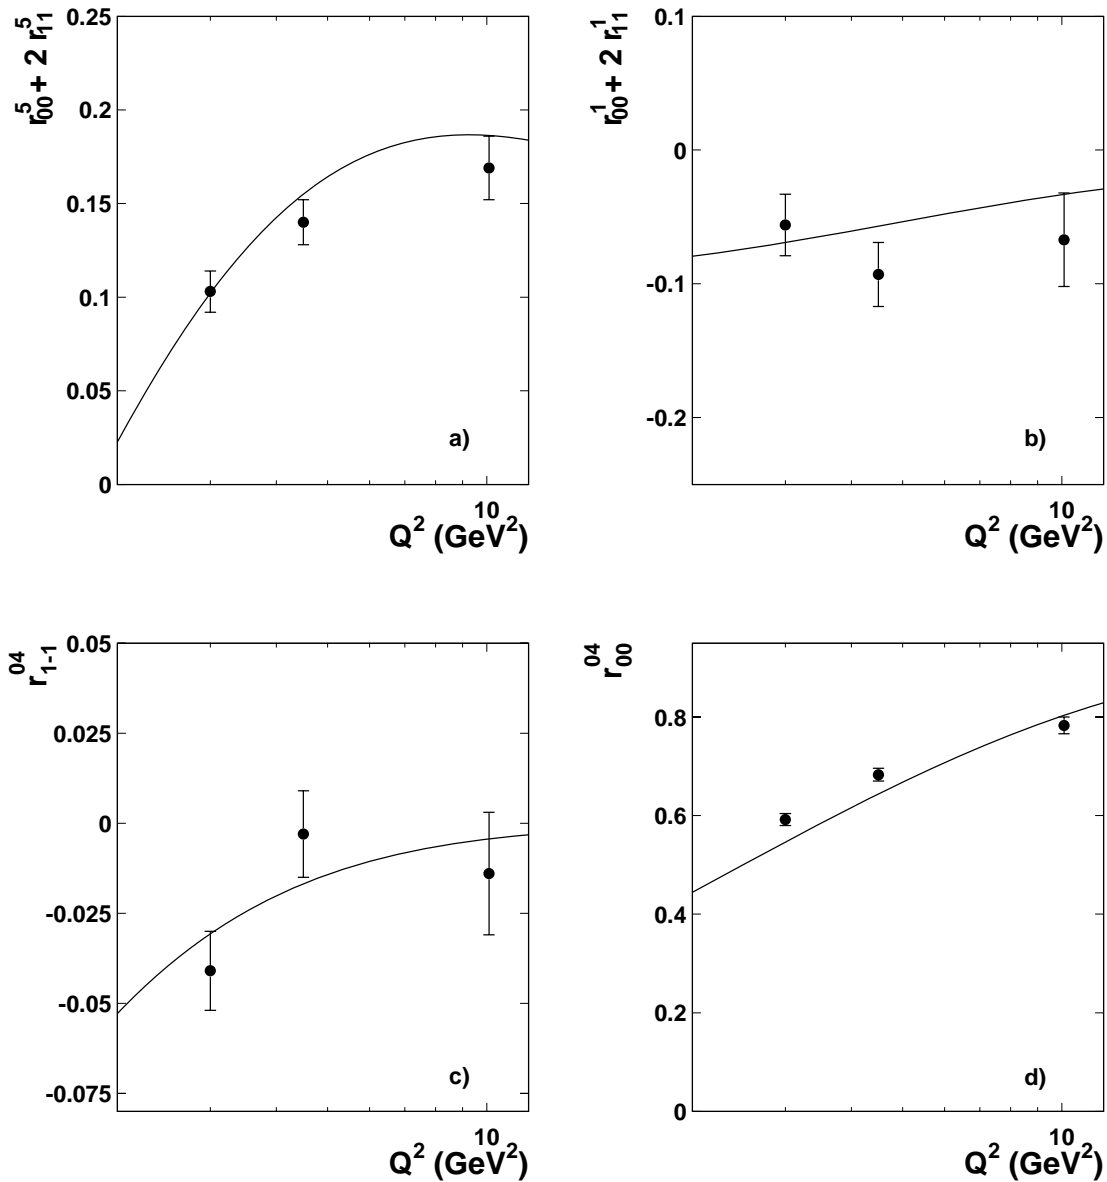 r⁵₀₀ + 2 r⁵₁₁
0.25
0.2
0.15
0.1
0.05
0
a)
10
Q² (GeV²)
r¹₀₀ + 2 r¹₁₁
0.1
0
-0.1
-0.2
b)
10
Q² (GeV²)
r⁰⁴₁₋₁
0.05
0.025
0
-0.025
-0.05
-0.075
c)
10
Q² (GeV²)
r⁰⁴₀₀
0.8
0.6
0.4
0.2
0
d)
10
Q² (GeV²)